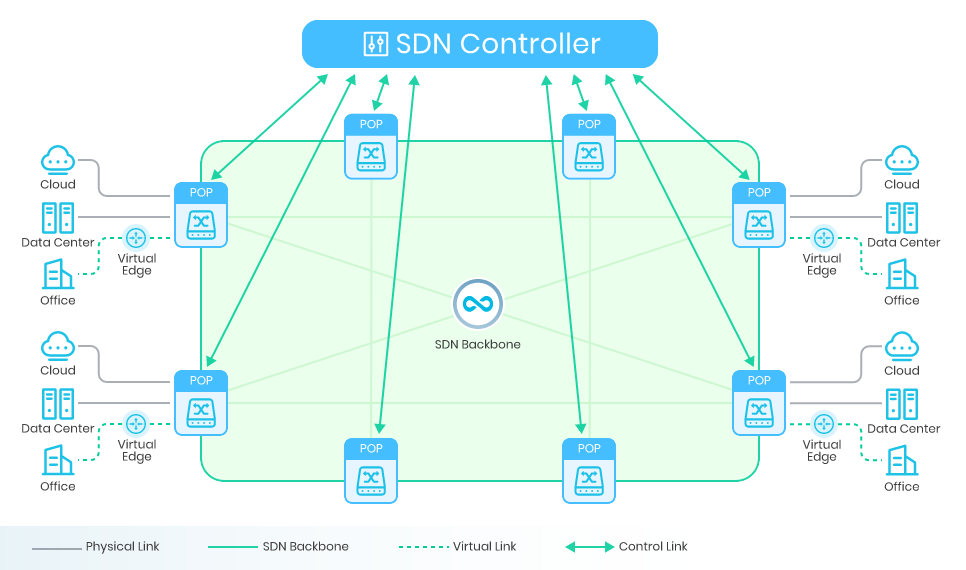 SDN Controller
POP
POP
POP
POP
Cloud
Cloud
Data Center
Data Center
Virtual
Edge
Virtual
Edge
Office
Office
SDN Backbone
POP
POP
Cloud
Cloud
Data Center
Data Center
Virtual
Edge
Virtual
Edge
POP
POP
Office
Office
Physical Link
SDN Backbone
Virtual Link
Control Link